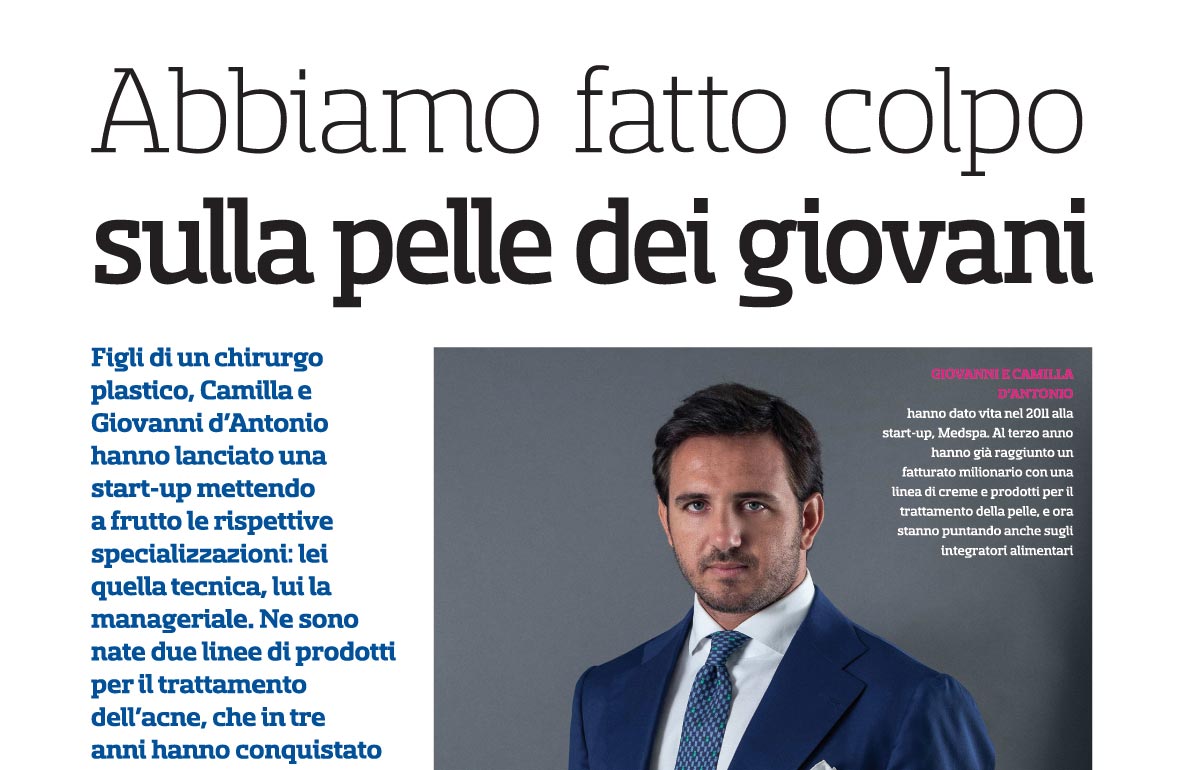 Abbiamo fatto colpo
sulla pelle dei giovani
Figli di un chirurgo
plastico, Camilla e
Giovanni d’Antonio
hanno lanciato una
start-up mettendo
a frutto le rispettive
specializzazioni: lei
quella tecnica, lui la
manageriale. Ne sono
nate due linee di prodotti
per il trattamento
dell’acne, che in tre
anni hanno conquistato
GIOVANNI E CAMILLA
D’ANTONIO
hanno dato vita nel 2011 alla
start-up, Medspa. Al terzo anno
hanno già raggiunto un
fatturato milionario con una
linea di creme e prodotti per il
trattamento della pelle, e ora
stanno puntando anche sugli
integratori alimentari